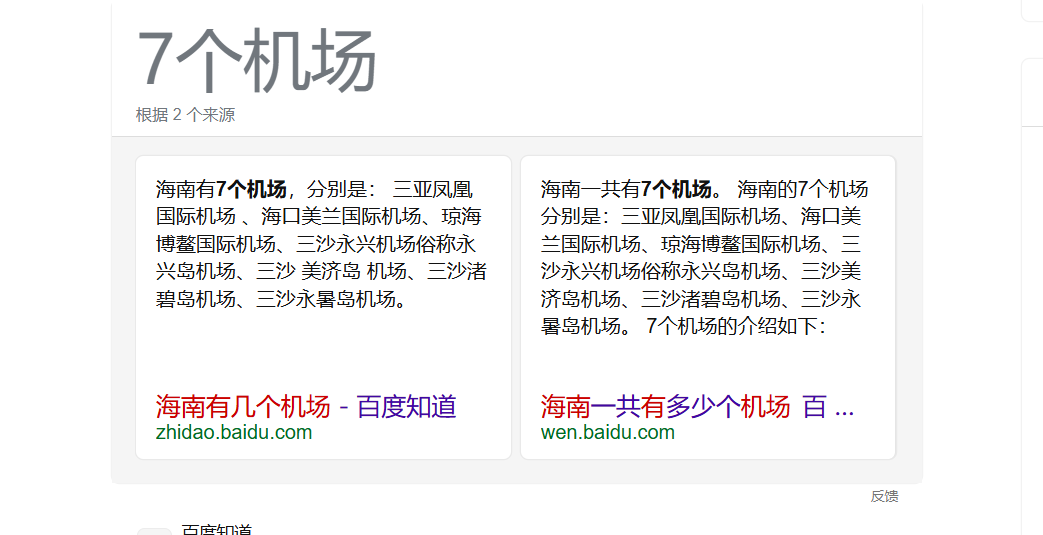 7个机场
根据 2 个来源
海南有7个机场，分别是： 三亚凤凰
国际机场 、海口美兰国际机场、琼海
博鳌国际机场、三沙永兴机场俗称永
兴岛机场、三沙 美济岛 机场、三沙渚
碧岛机场、三沙永暑岛机场。
海南有几个机场 - 百度知道
zhidao.baidu.com
海南一共有7个机场。 海南的7个机场
分别是：三亚凤凰国际机场、海口美
兰国际机场、琼海博鳌国际机场、三
沙永兴机场俗称永兴岛机场、三沙美
济岛机场、三沙渚碧岛机场、三沙永
暑岛机场。 7个机场的介绍如下：
海南一共有多少个机场 百 ...
wen.baidu.com
反馈
百度知道